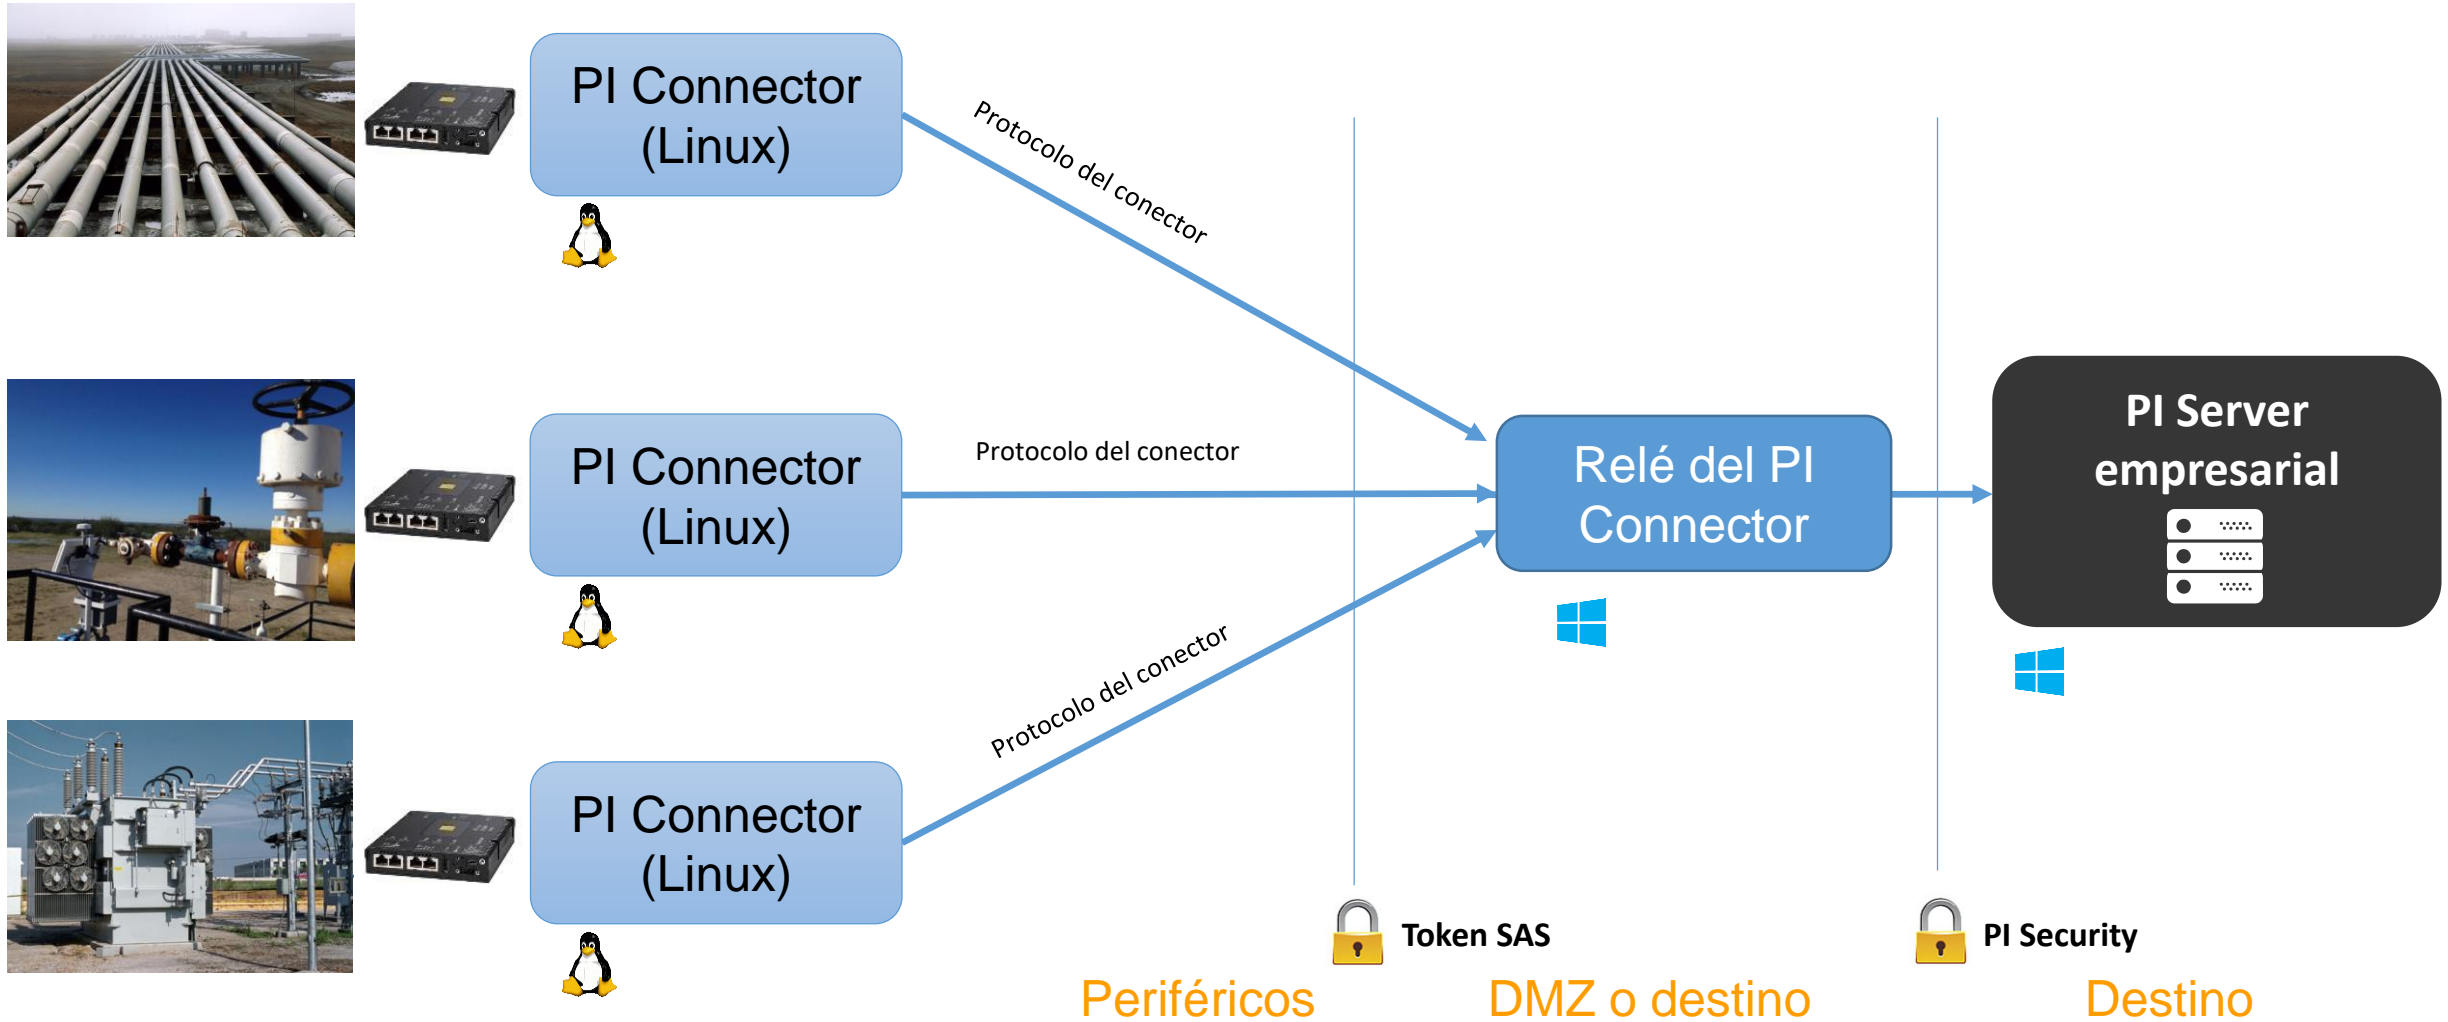 PI Connector
(Linux)
Protocolo del conector
PI Connector
(Linux)
Protocolo del conector
Relé del PI
Connector
PI Server
empresarial
Protocolo del conector
PI Connector
(Linux)
Token SAS
PI Security
Periféricos
DMZ o destino
Destino